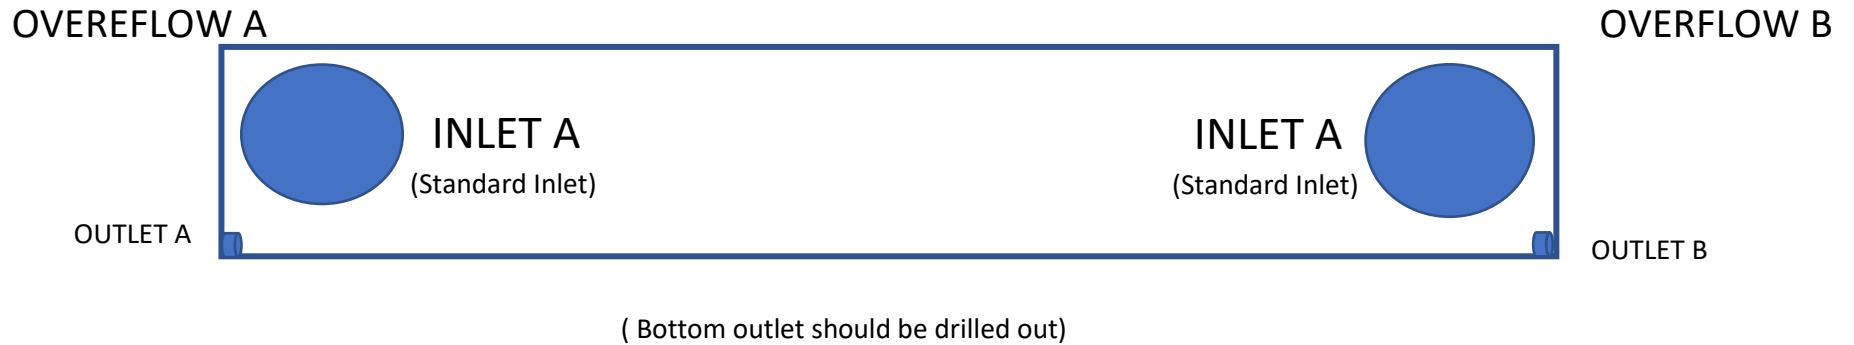 OVEREFLOW A
OVERFLOW B
INLET A
(Standard Inlet)
INLET A
(Standard Inlet)
OUTLET A
OUTLET B
( Bottom outlet should be drilled out)